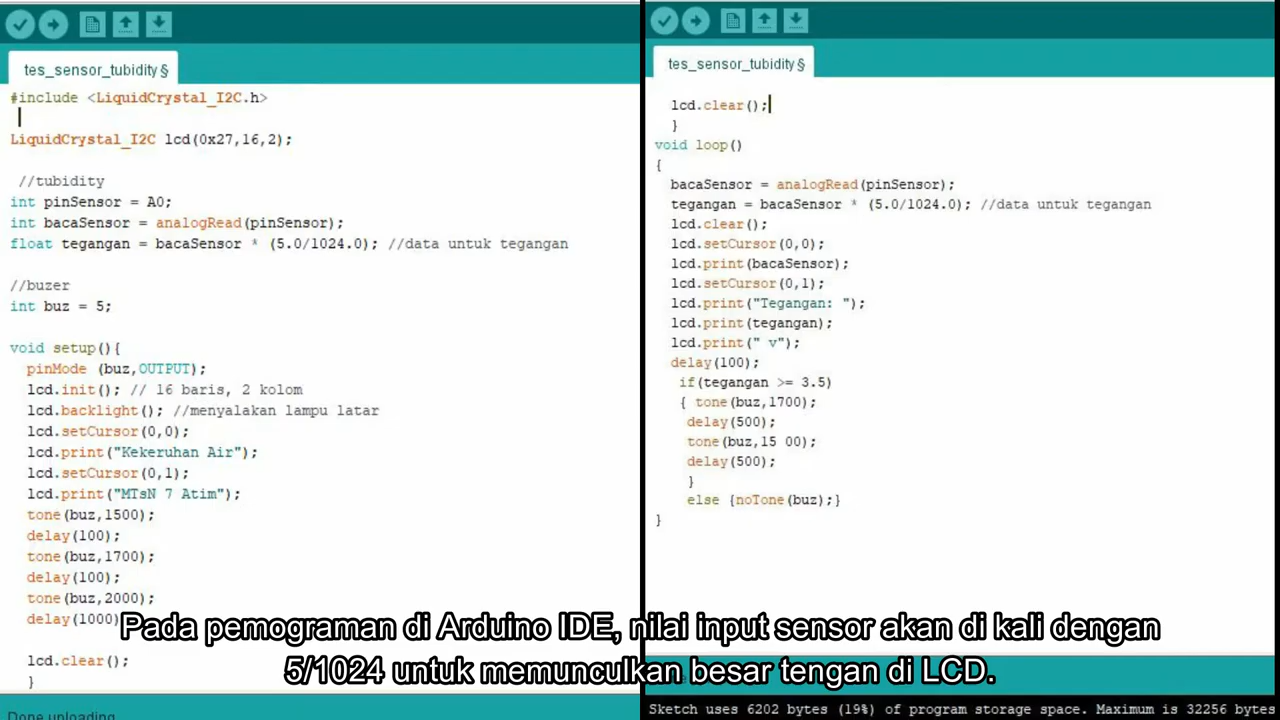 tes_sensor_tubidity §
#include <LiquidCrystal_I2C.h>
LiquidCrystal_I2C lcd(0x27,16,2);
//tubidity
int pinSensor = A0;
int bacaSensor = analogRead(pinSensor);
float tegangan = bacaSensor * (5.0/1024.0); //data untuk tegangan
//buzer
int buz = 5;
void setup(){
pinMode (buz,OUTPUT);
lcd.init(); // 16 baris, 2 kolom
lcd.backlight(); //menyalakan lampu latar
lcd.setCursor(0,0);
lcd.print("Kekeruhan Air");
lcd.setCursor(0,1);
lcd.print("MTsN 7 Atim");
tone(buz,1500);
delay(100);
tone(buz,1700);
delay(100);
tone(buz,2000);
delay(1000)
lcd.clear();
}
Done uploading
tes_sensor_tubidity §
lcd.clear();
}
void loop()
{
bacaSensor = analogRead(pinSensor);
tegangan = bacaSensor * (5.0/1024.0); //data untuk tegangan
lcd.clear();
lcd.setCursor(0,0);
lcd.print(bacaSensor);
lcd.setCursor(0,1);
lcd.print("Tegangan: ");
lcd.print(tegangan);
lcd.print(" v");
delay(100);
if(tegangan >= 3.5)
{ tone(buz,1700);
delay(500);
tone(buz,15 00);
delay(500);
}
else {noTone(buz);}
}
Sketch uses 6202 bytes (19%) of program storage space. Maximum is 32256 bytes
Pada pemograman di Arduino IDE, nilai input sensor akan di kali dengan
5/1024 untuk memunculkan besar tengan di LCD.